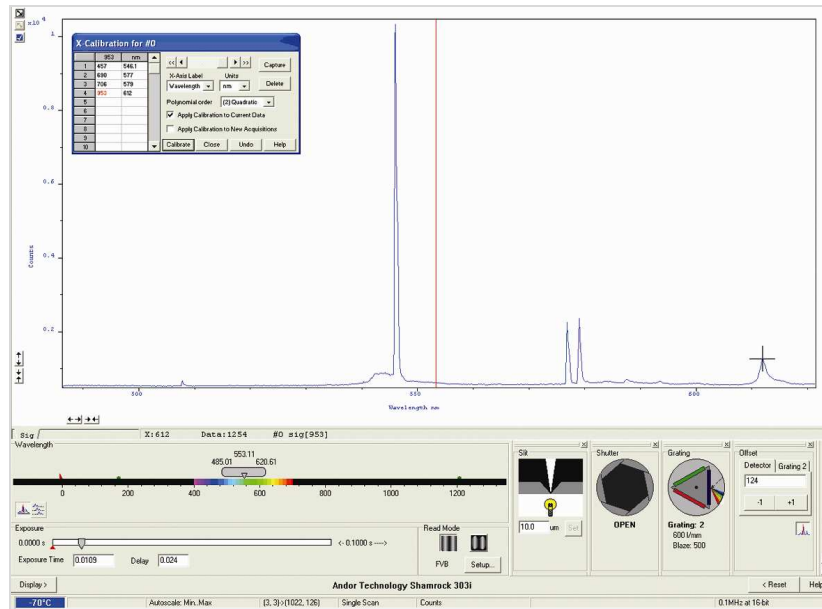 x10^4
1
0.8
0.6
0.4
0.2
Counts
500
550
600
Wavelength nm
X-Calibration for #0
953 nm
1 457 546.1
2 690 577
3 706 579
4 953 612
5
6
7
8
9
10
<< >>
Capture
X-Axis Label Units
Wavelength nm
Delete
Polynomial order (2) Quadratic
Apply Calibration to Current Data
Apply Calibration to New Acquisitions
Calibrate Close Undo Help
Sig X:612 Data:1254 #0 sig[953]
Wavelength
553.11
485.01 620.61
0 200 400 600 800 1000 1200
Exposure
0.0000 s <- 0.1000 s ---->
Exposure Time 0.0109 Delay 0.024
Read Mode
FVB Setup...
Slit
10.0 um Set
Shutter
OPEN
Grating
Grating: 2
600 l/mm
Blaze: 500
Offset
Detector Grating 2
124
-1 +1
Display > Andor Technology Shamrock 303i < Reset Help
-70°C Autoscale: Min..Max (3, 3)->(1022, 126) Single Scan Counts 0.1MHz at 16-bit